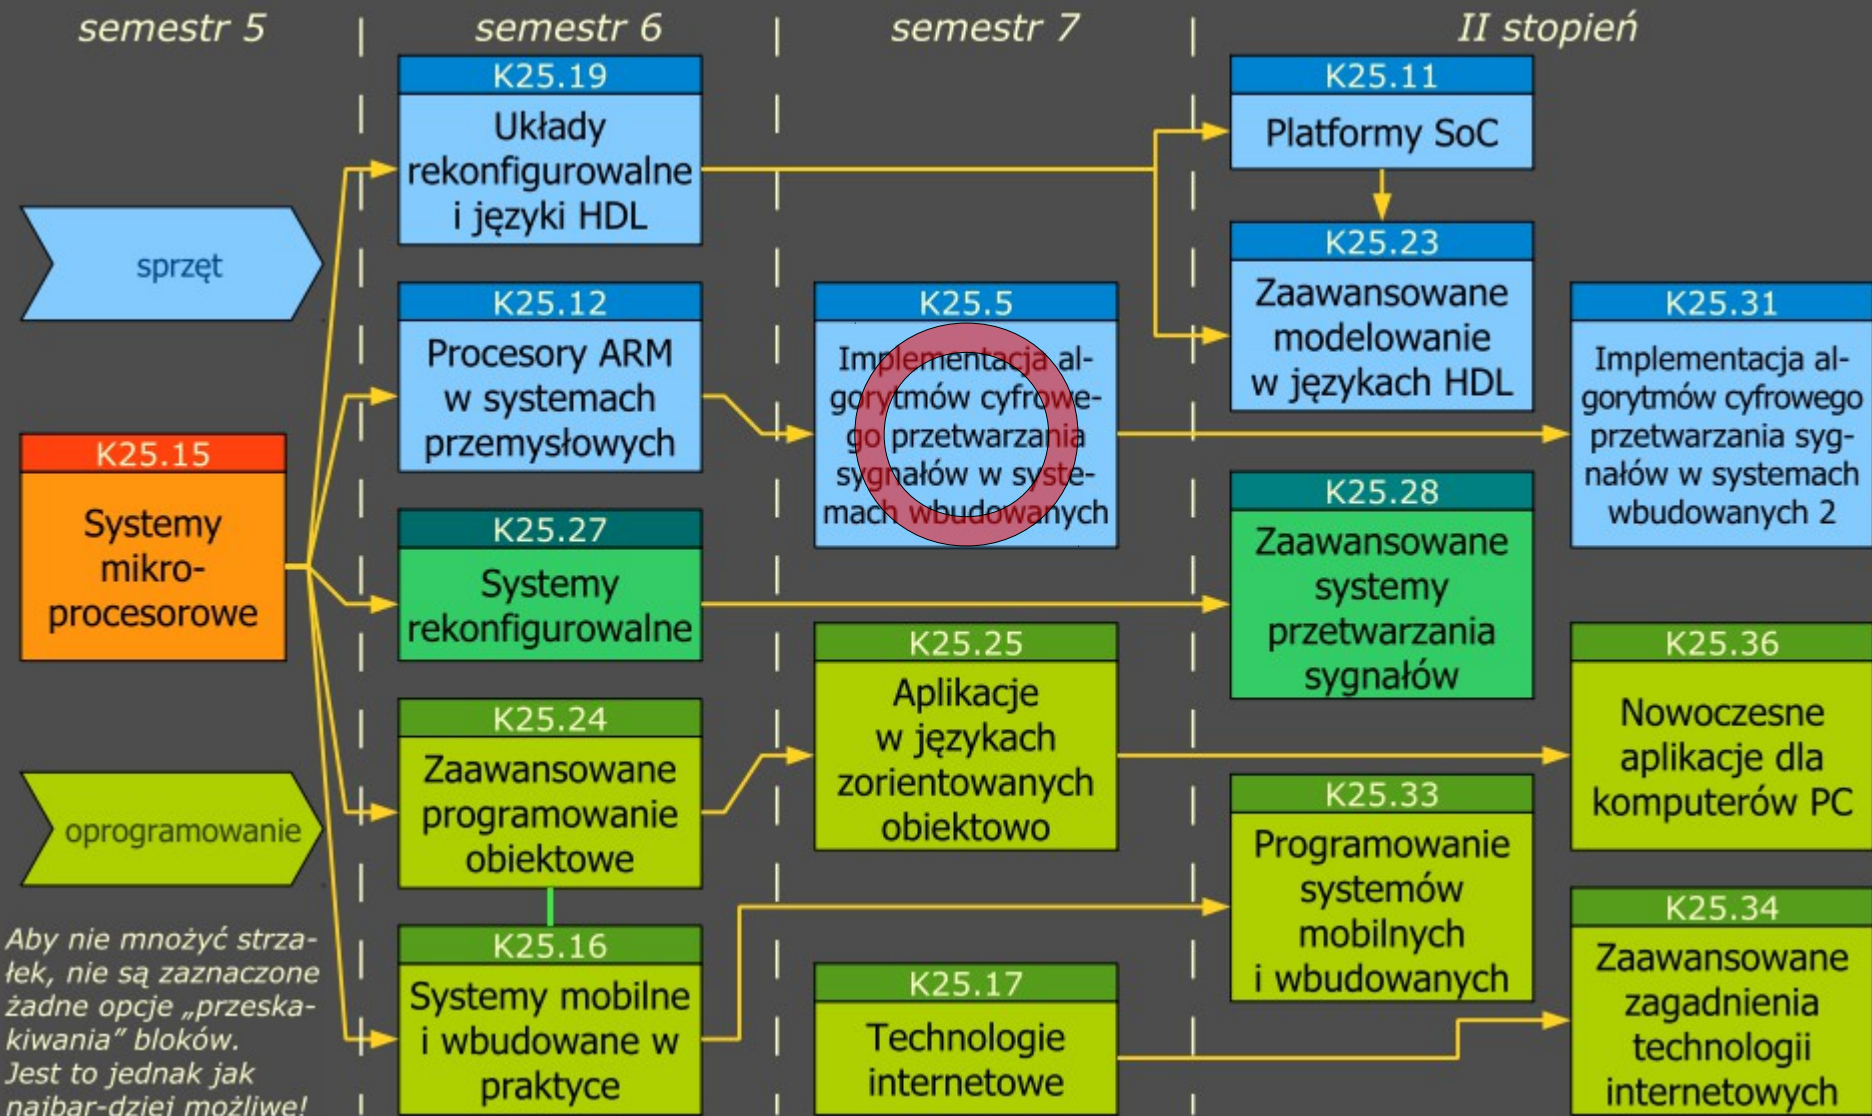 semestr 5
semestr 6
semestr 7
II stopień
sprzęt
K25.15
Systemy
mikro-
procesorowe
oprogramowanie
Aby nie mnożyć strza-
łek, nie są zaznaczone
żadne opcje „przeska-
kiwania” bloków.
Jest to jednak jak
najbar-dziej możliwe!
K25.19
Układy
rekonfigurowalne
i języki HDL
K25.12
Procesory ARM
w systemach
przemysłowych
K25.27
Systemy
rekonfigurowalne
K25.24
Zaawansowane
programowanie
obiektowe
K25.16
Systemy mobilne
i wbudowane w
praktyce
K25.5
Implementacja al-
gorytmów cyfrowe-
go przetwarzania
sygnałów w syste-
mach wbudowanych
K25.25
Aplikacje
w językach
zorientowanych
obiektowo
K25.17
Technologie
internetowe
K25.11
Platformy SoC
K25.23
Zaawansowane
modelowanie
w językach HDL
K25.28
Zaawansowane
systemy
przetwarzania
sygnałów
K25.33
Programowanie
systemów
mobilnych
i wbudowanych
K25.31
Implementacja al-
gorytmów cyfrowego
przetwarzania syg-
nałów w systemach
wbudowanych 2
K25.36
Nowoczesne
aplikacje dla
komputerów PC
K25.34
Zaawansowane
zagadnienia
technologii
internetowych